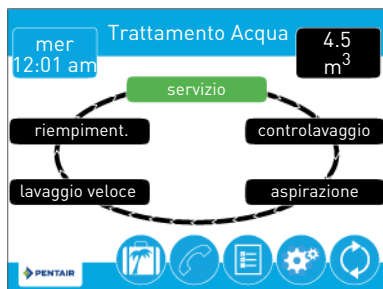 mer
12:01 am
Trattamento Acqua
4.5
m³
servizio
riempiment.
controlavaggio
lavaggio veloce
aspirazione
PENTAIR